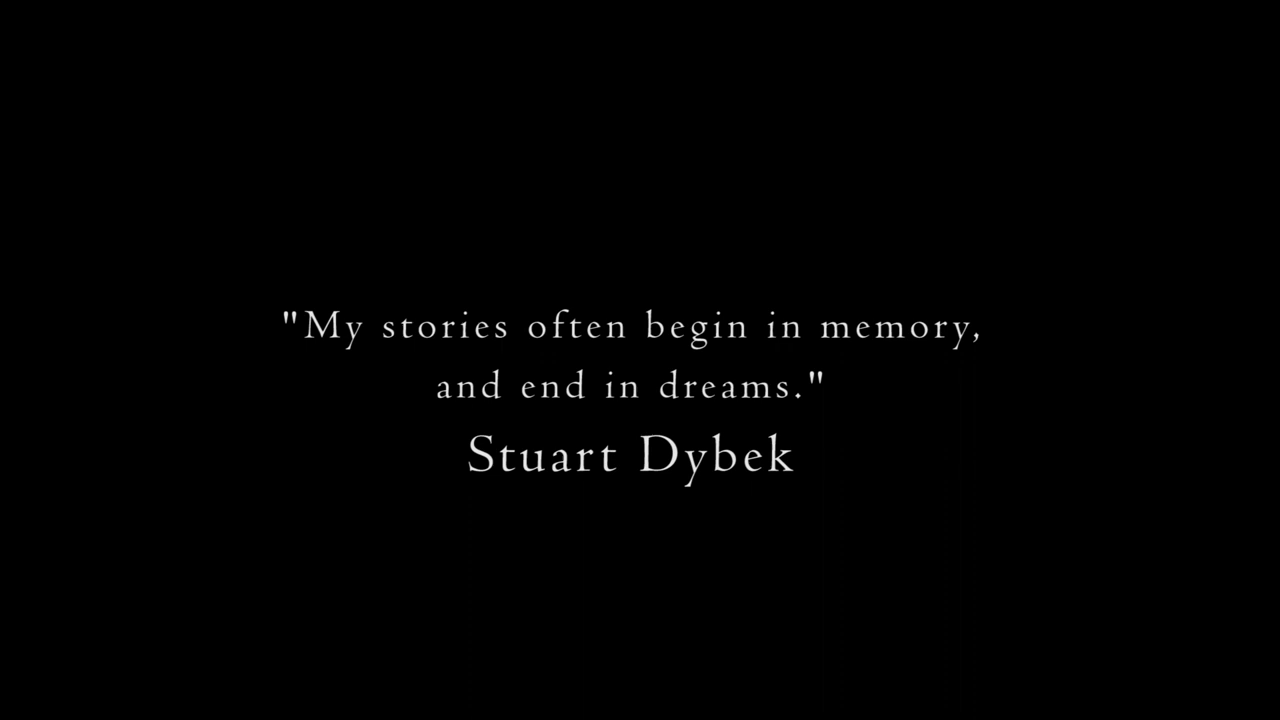 "My stories often begin in memory,
and end in dreams."
Stuart Dybek